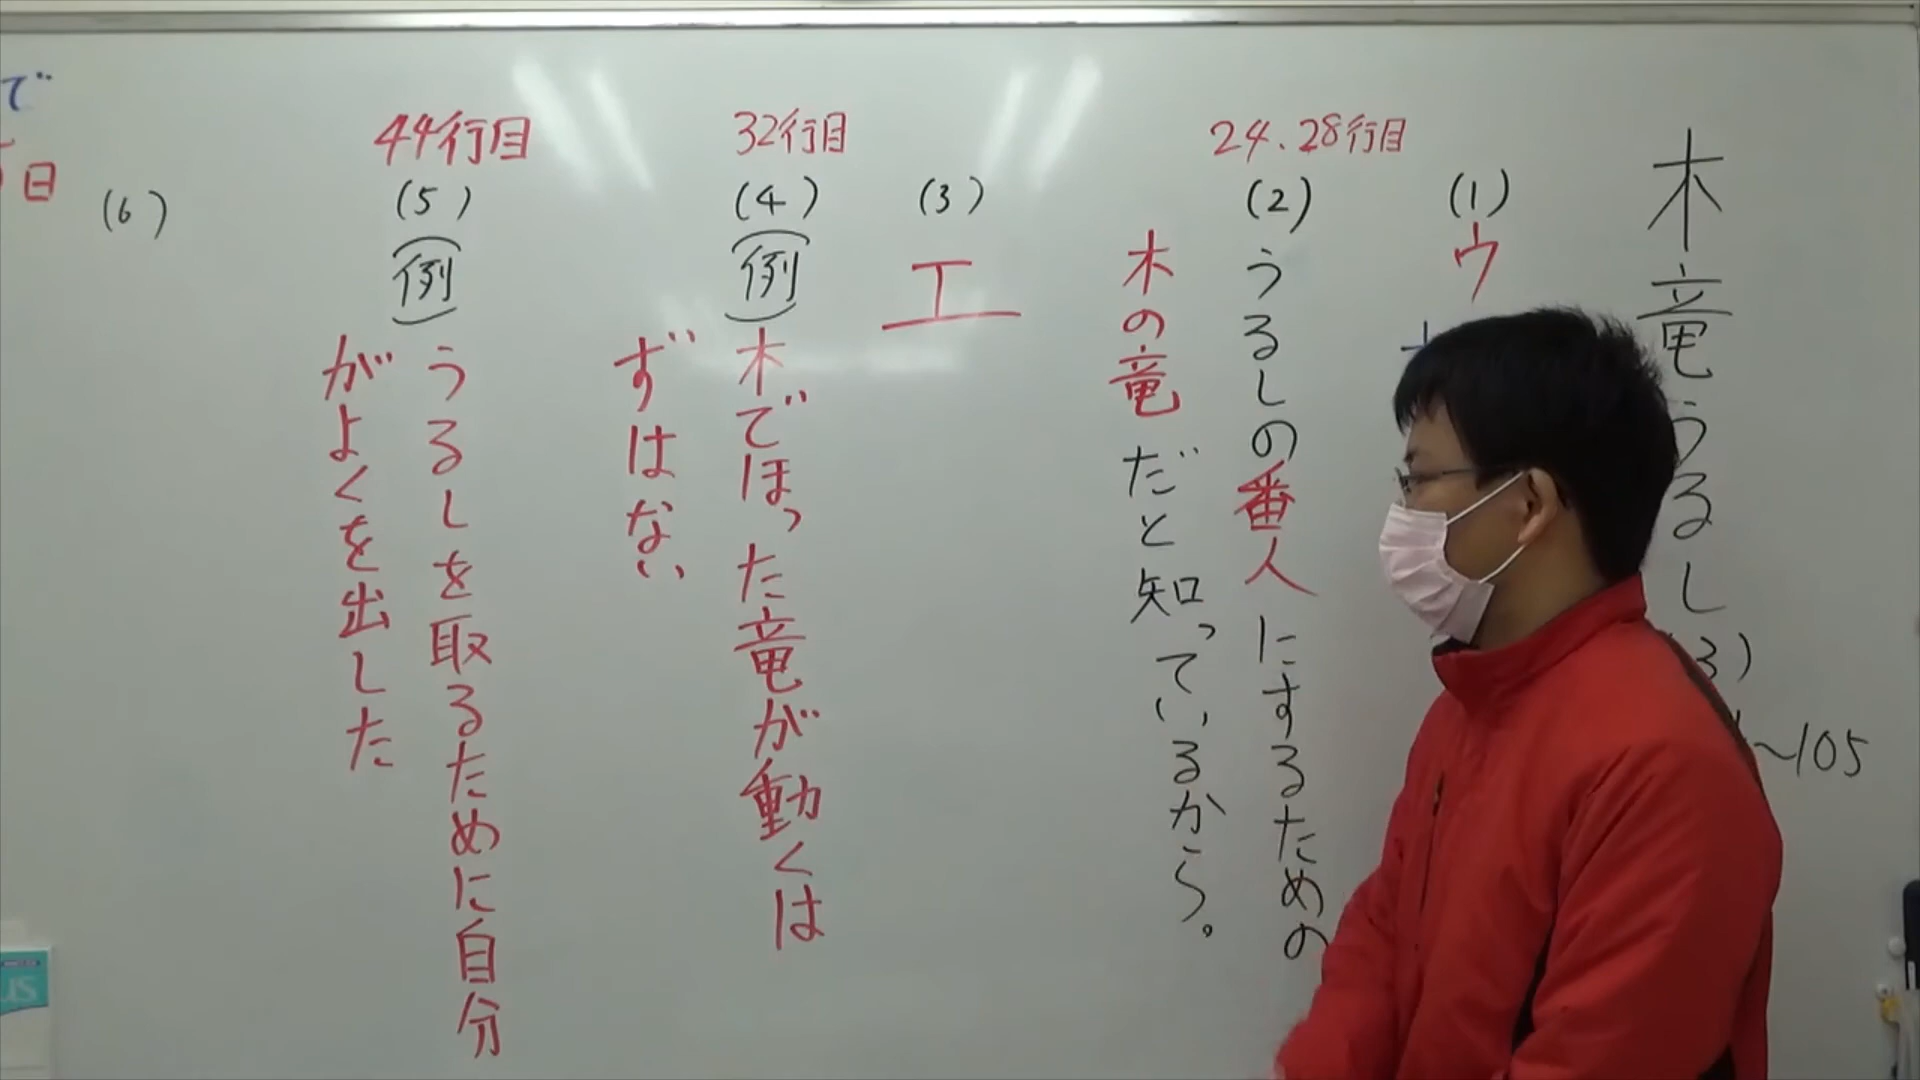 木竜うるし
(3)
~105
(1)
ウ
24、28行目
(2)
うるしの番人にするための
木の竜だと知っているから。
(3)
エ
32行目
(4)
(例)
木でほった竜が動くは
ずはない
44行目
(5)
(例)
うるしを取るために自分
がよくを出した
(6)
で
日